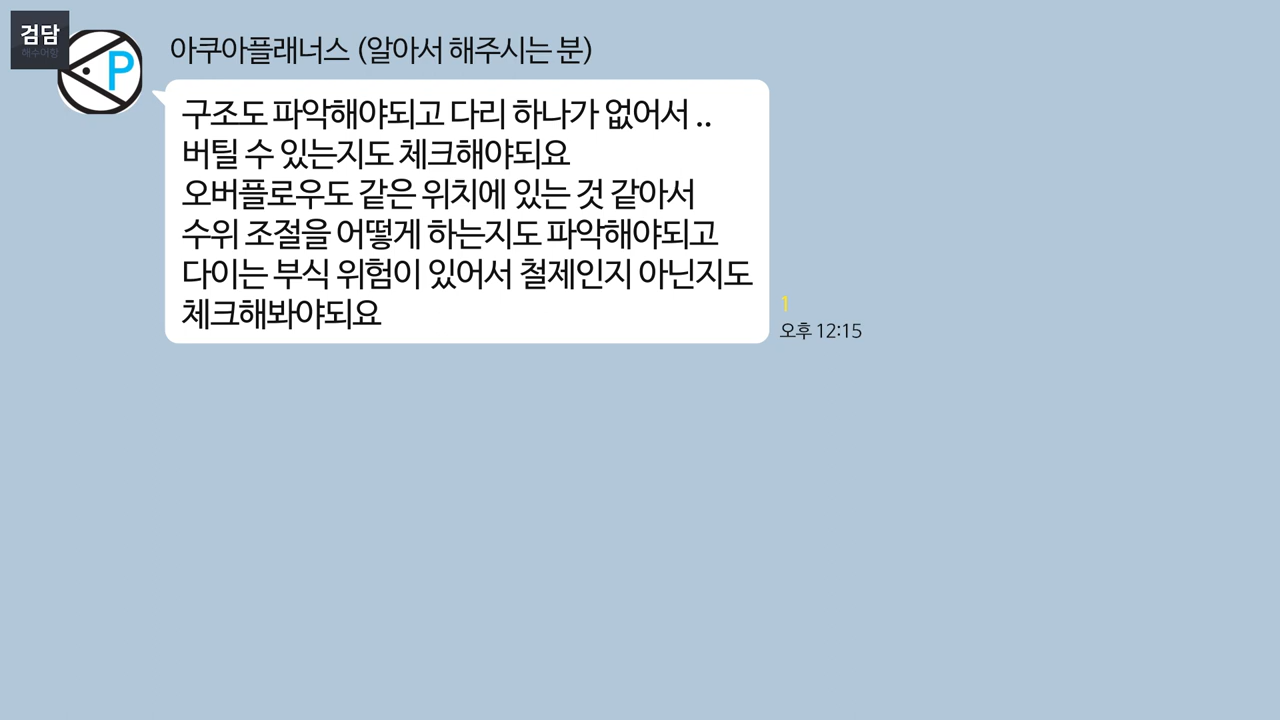 검담
해수어항
P
아쿠아플래너스 (알아서 해주시는 분)
구조도 파악해야되고 다리 하나가 없어서 ..
버틸 수 있는지도 체크해야되요
오버플로우도 같은 위치에 있는 것 같아서
수위 조절을 어떻게 하는지도 파악해야되고
다이는 부식 위험이 있어서 철제인지 아닌지도
체크해봐야되요
1
오후 12:15